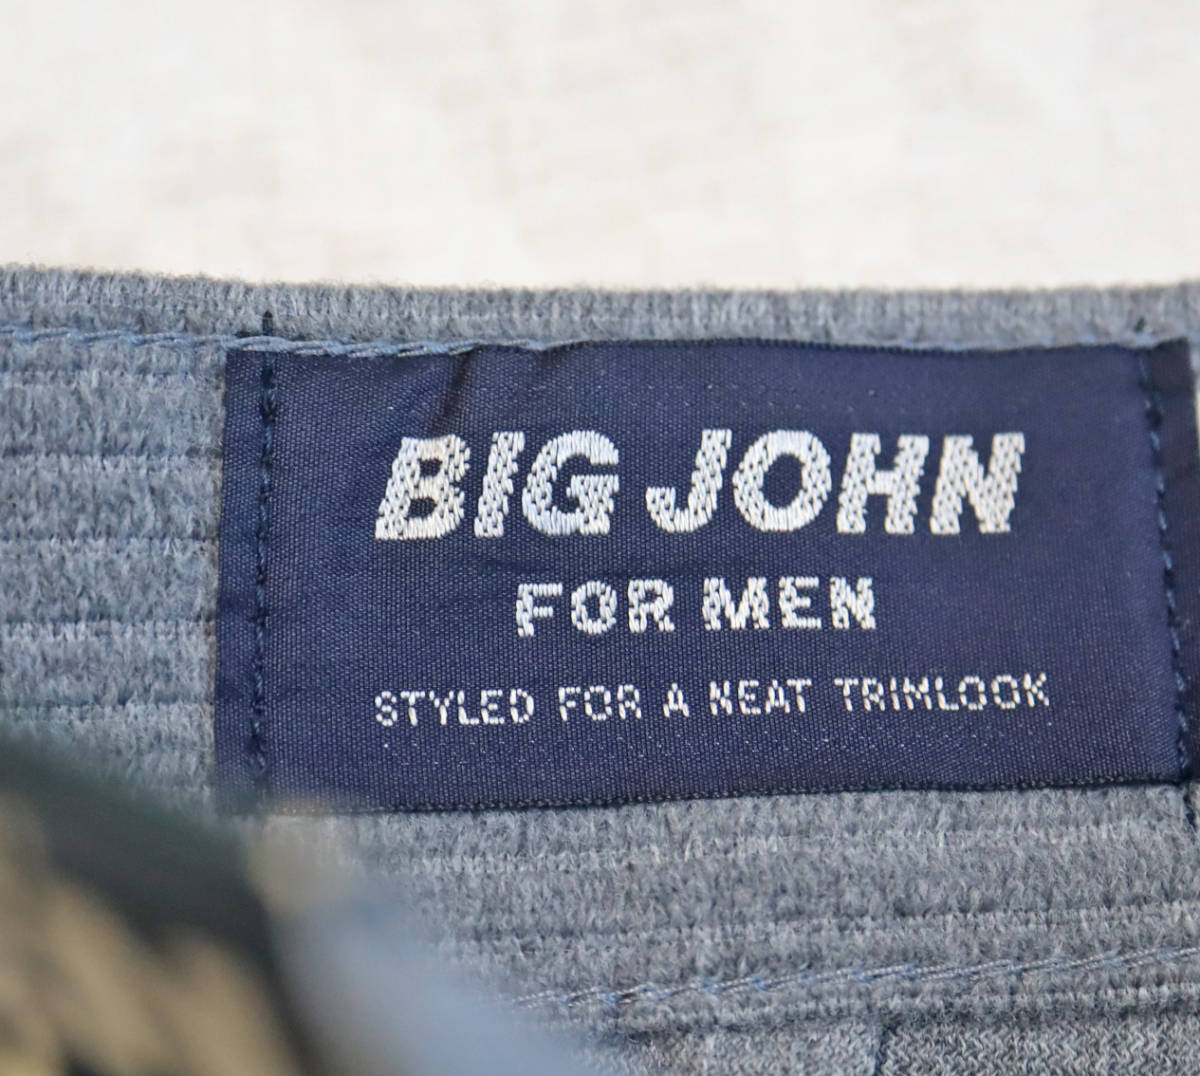 BIG JOHN
FOR MEN
STYLED FOR A NEAT TRIMLOOK